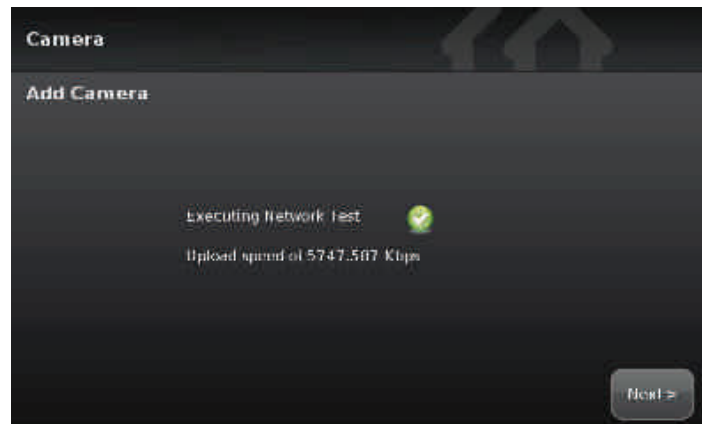 Camera
Add Camera
Executing Network Test
Upload speed of 5747.587 Kbps
Next >